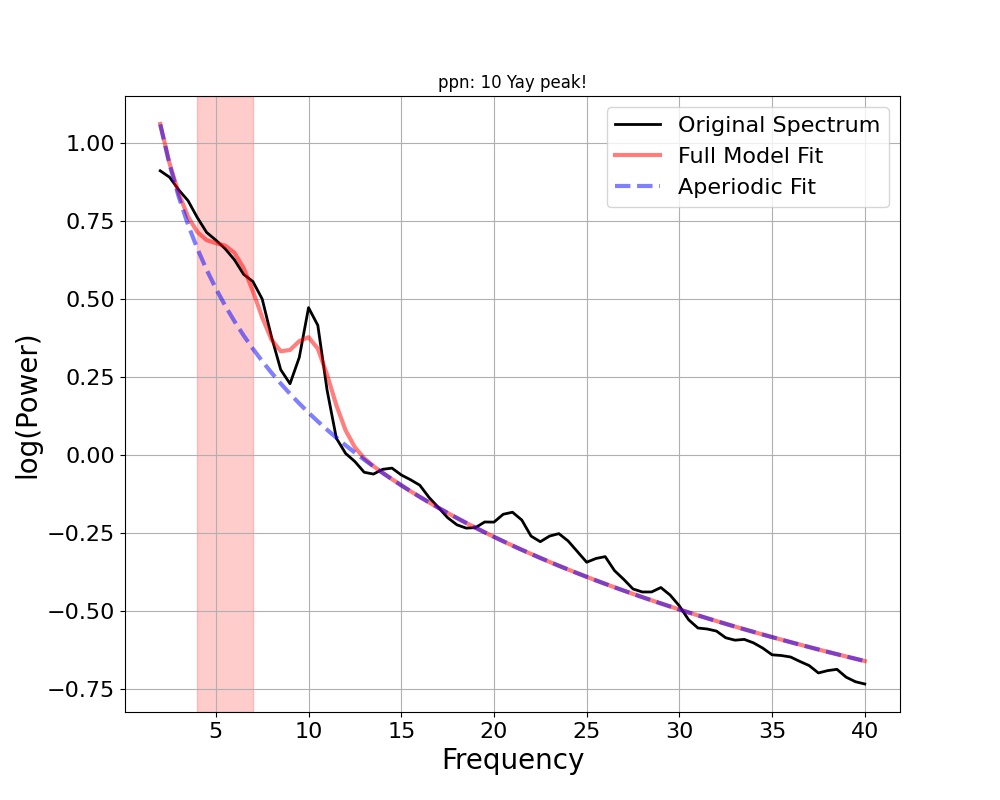 ppn: 10 Yay peak!
Original Spectrum
Full Model Fit
Aperiodic Fit
log(Power)
1.00
0.75
0.50
0.25
0.00
−0.25
−0.50
−0.75
5 10 15 20 25 30 35 40
Frequency